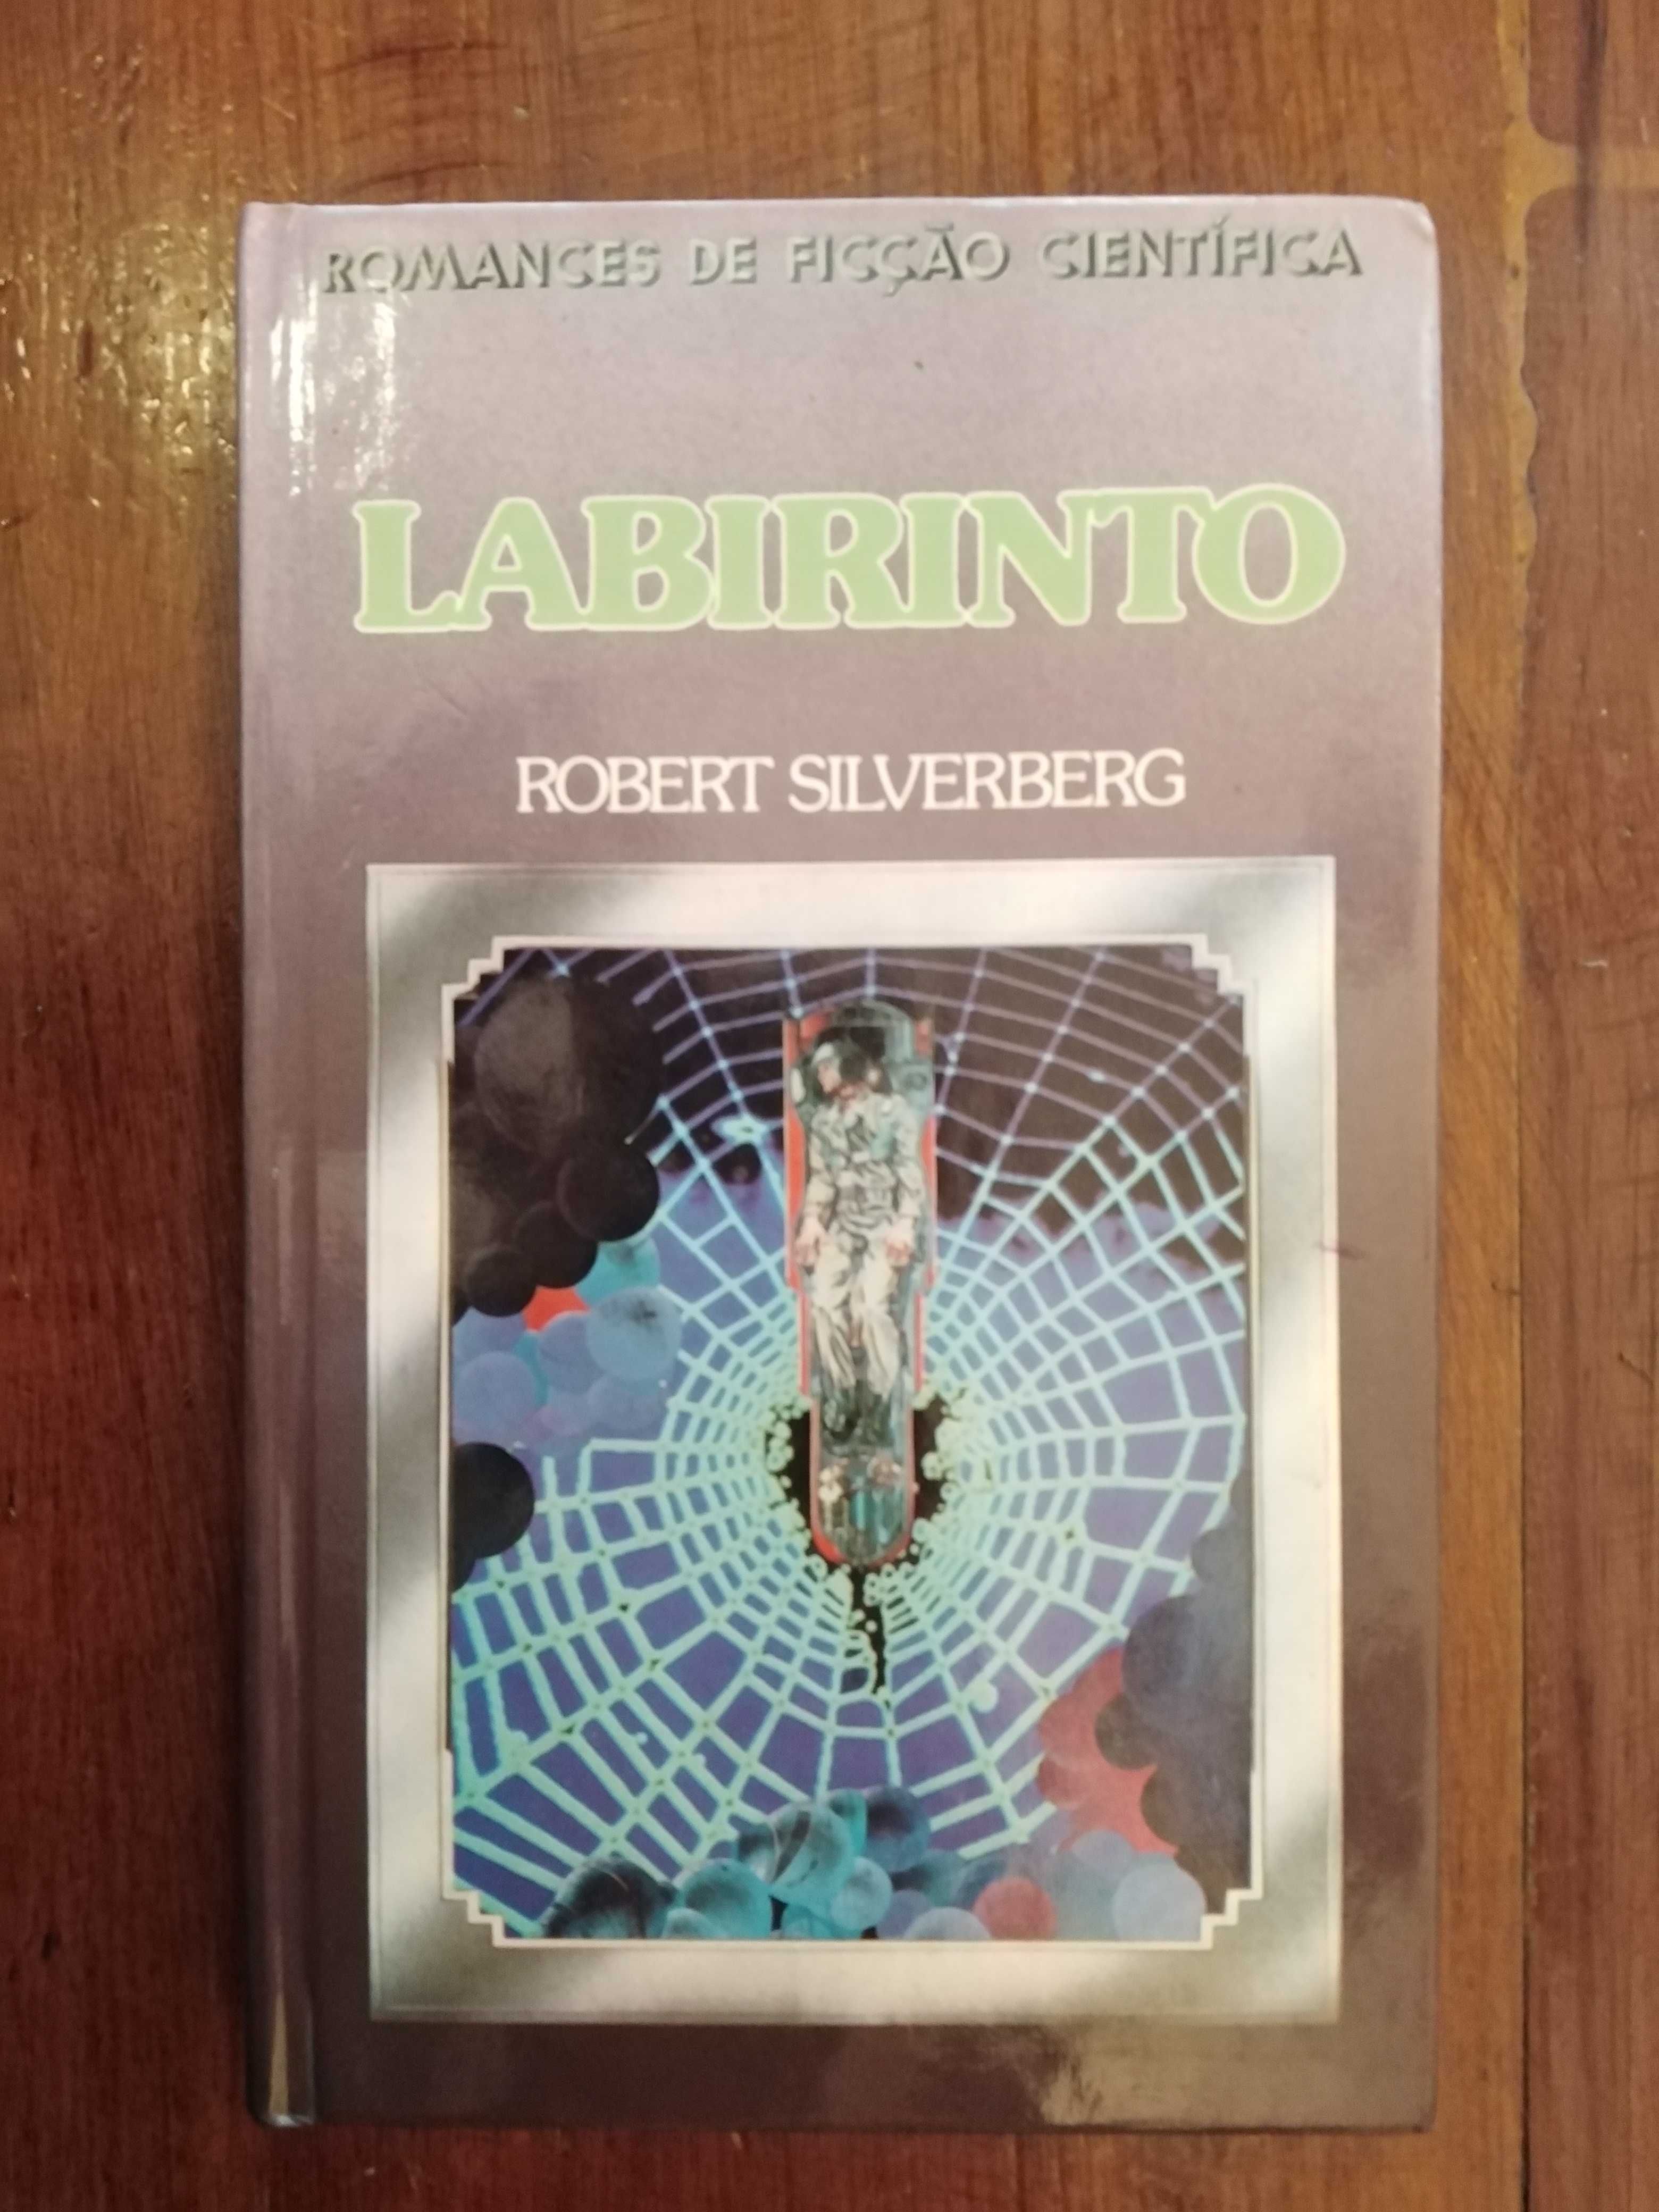 ROMANCES DE FICÇÃO CIENTÍFICA
LABIRINTO
ROBERT SILVERBERG